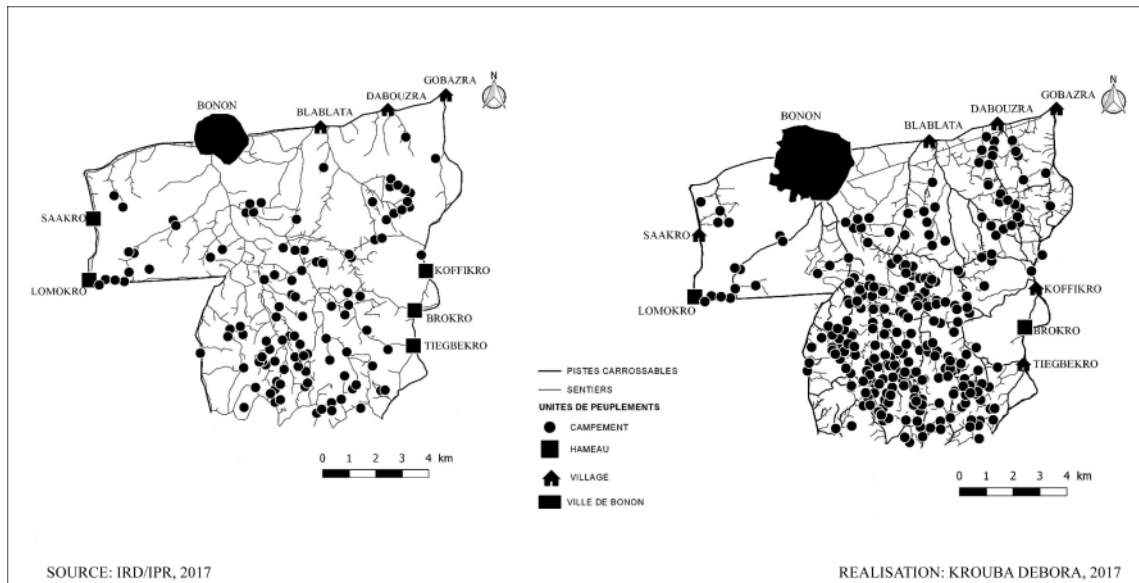 GOBAZRA
N
DABOUZRA
BLABLATA
BONON
SAAKRO
KOFFIKRO
LOMOKRO
BROKRO
TIEGBEKRO
0 1 2 3 4 km
PISTES CARROSSABLES
SENTIERS
UNITES DE PEUPLEMENTS
CAMPEMENT
HAMEAU
VILLAGE
VILLE DE BONON
GOBAZRA
N
DABOUZRA
BONON
BLABLATA
SAAKRO
KOFFIKRO
LOMOKRO
BROKRO
TIEGBEKRO
0 1 2 3 4 km
SOURCE: IRD/IPR, 2017
REALISATION: KROUBA DEBORA, 2017